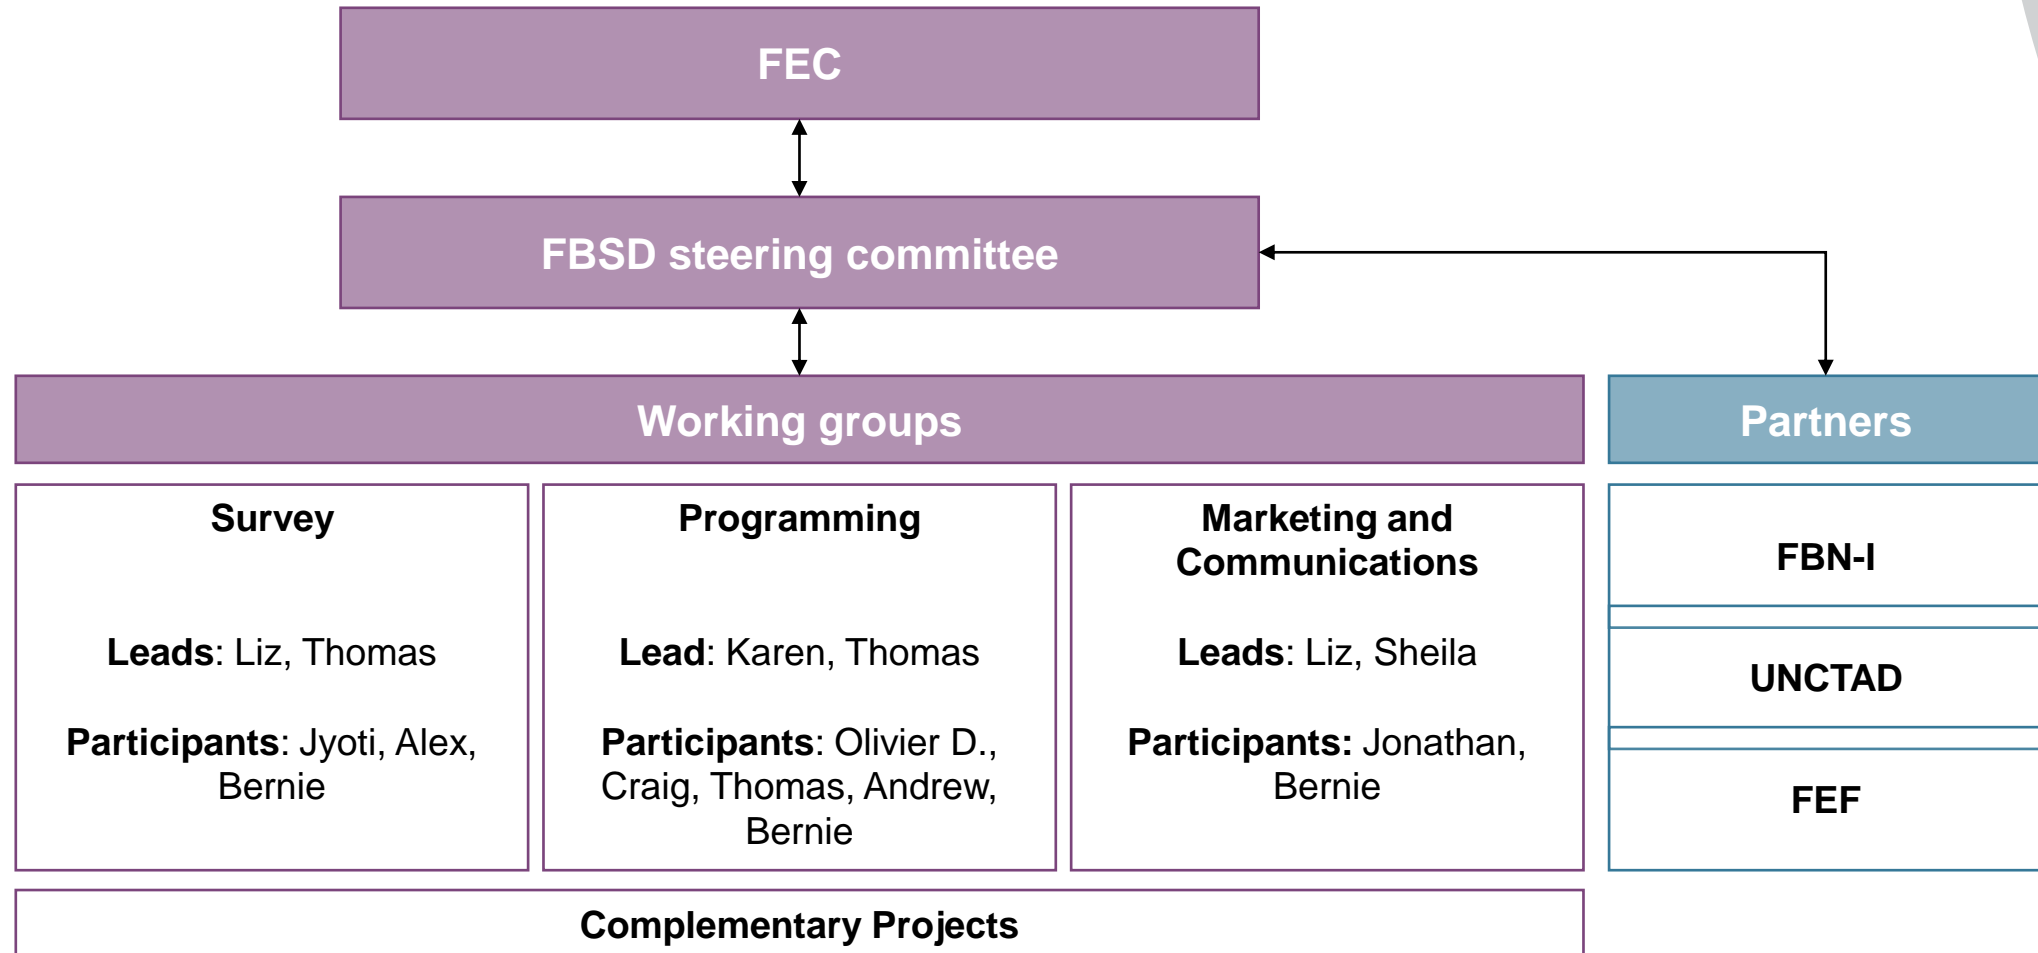 FEC
FBSD steering committee
Working groups
Partners
Survey
Leads: Liz, Thomas
Participants: Jyoti, Alex,
Bernie
Programming
Lead: Karen, Thomas
Participants: Olivier D.,
Craig, Thomas, Andrew,
Bernie
Marketing and
Communications
Leads: Liz, Sheila
Participants: Jonathan,
Bernie
FBN-I
UNCTAD
FEF
Complementary Projects